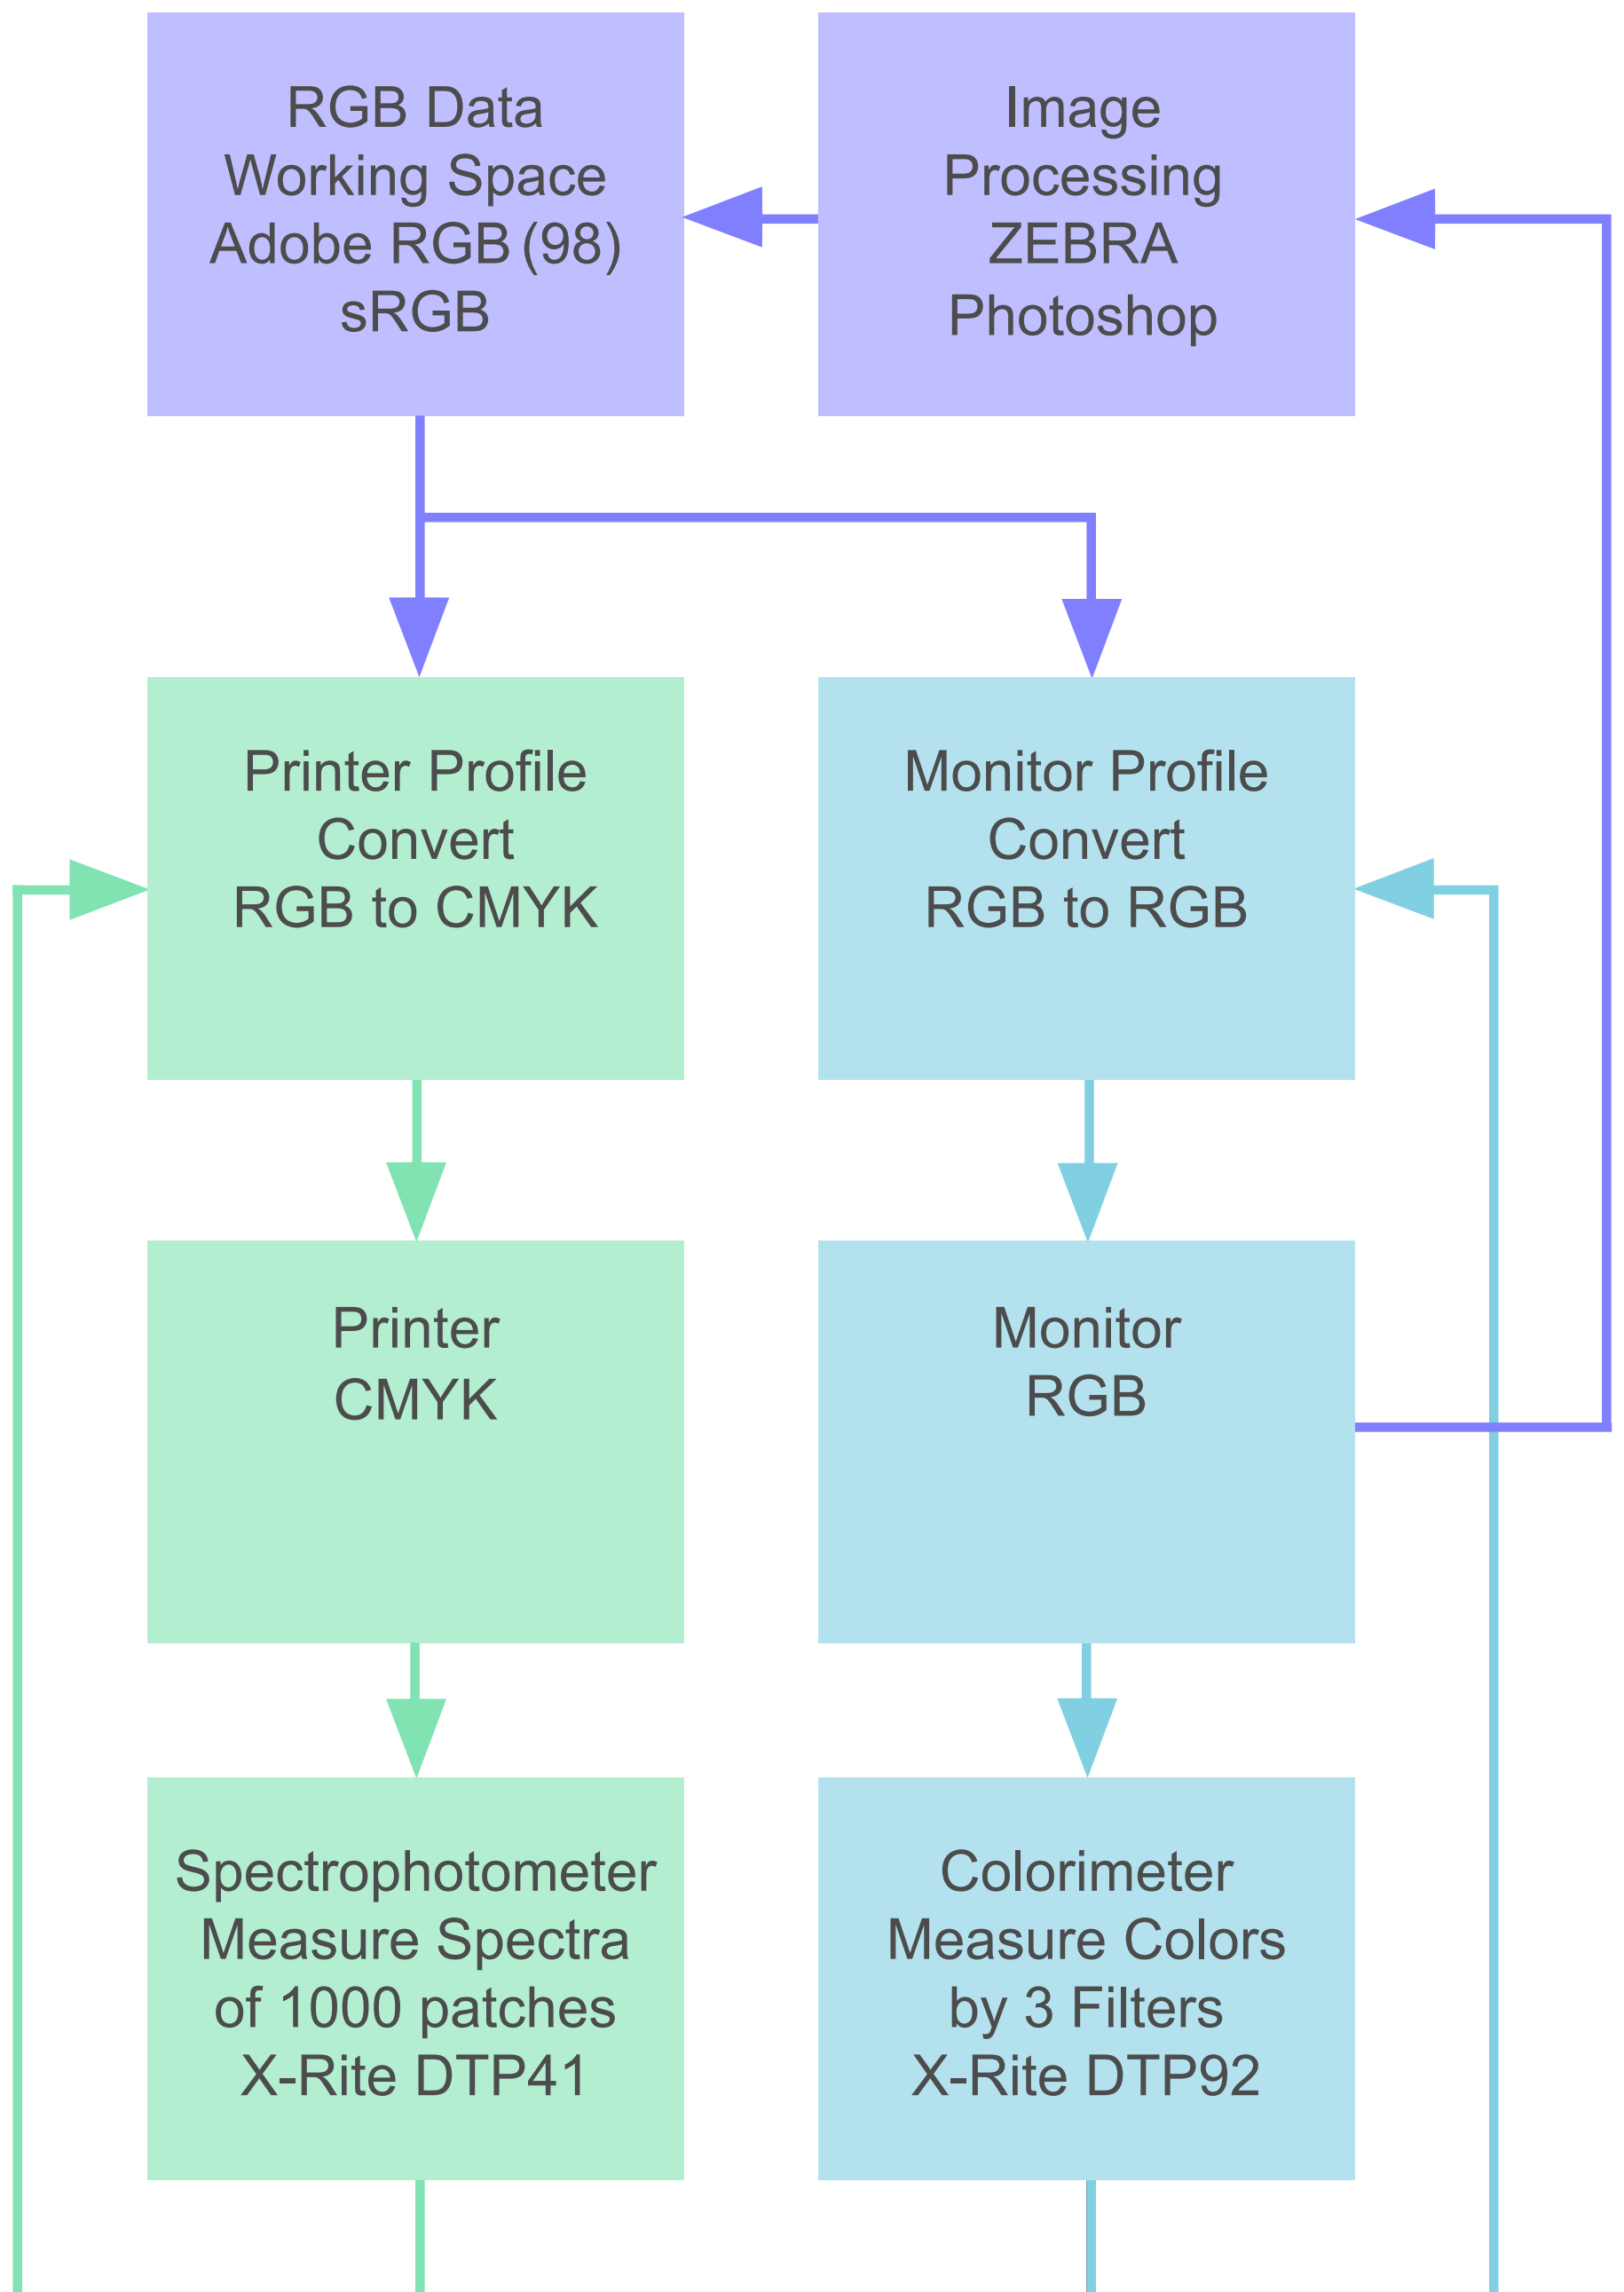 RGB Data
Working Space
Adobe RGB (98)
sRGB
Image
Processing
ZEBRA
Photoshop
Printer Profile
Convert
RGB to CMYK
Monitor Profile
Convert
RGB to RGB
Printer
CMYK
Monitor
RGB
Spectrophotometer
Measure Spectra
of 1000 patches
X-Rite DTP41
Colorimeter
Measure Colors
by 3 Filters
X-Rite DTP92